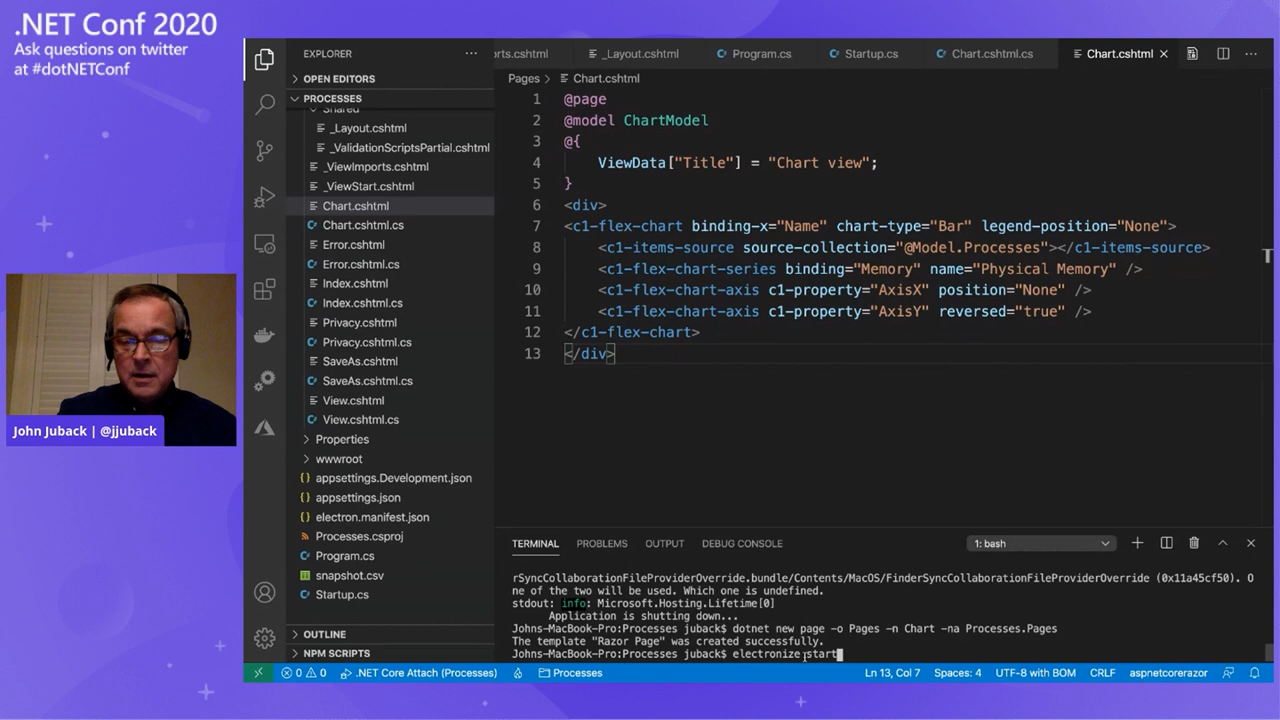 .NET Conf 2020
Ask questions on twitter
at #dotNETConf
John Juback | @jjuback
EXPLORER
OPEN EDITORS
PROCESSES
Shared
_Layout.cshtml
_ValidationScriptsPartial.cshtml
_ViewImports.cshtml
_ViewStart.cshtml
Chart.cshtml
Chart.cshtml.cs
Error.cshtml
Error.cshtml.cs
Index.cshtml
Index.cshtml.cs
Privacy.cshtml
Privacy.cshtml.cs
SaveAs.cshtml
SaveAs.cshtml.cs
View.cshtml
View.cshtml.cs
Properties
wwwroot
appsettings.Development.json
appsettings.json
electron.manifest.json
Processes.csproj
Program.cs
snapshot.csv
Startup.cs
OUTLINE
NPM SCRIPTS
rts.cshtml _Layout.cshtml Program.cs Startup.cs Chart.cshtml.cs Chart.cshtml
Pages > Chart.cshtml
1 @page
2 @model ChartModel
3 @{
4 ViewData["Title"] = "Chart view";
5 }
6 <div>
7 <c1-flex-chart binding-x="Name" chart-type="Bar" legend-position="None">
8 <c1-items-source source-collection="@Model.Processes"></c1-items-source>
9 <c1-flex-chart-series binding="Memory" name="Physical Memory" />
10 <c1-flex-chart-axis c1-property="AxisX" position="None" />
11 <c1-flex-chart-axis c1-property="AxisY" reversed="true" />
12 </c1-flex-chart>
13 </div>
TERMINAL PROBLEMS OUTPUT DEBUG CONSOLE 1: bash
rSyncCollaborationFileProviderOverride.bundle/Contents/MacOS/FinderSyncCollaborationFileProviderOverride (0x11a45cf50). O
ne of the two will be used. Which one is undefined.
stdout: info: Microsoft.Hosting.Lifetime[0]
Application is shutting down...
Johns-MacBook-Pro:Processes juback$ dotnet new page -o Pages -n Chart -na Processes.Pages
The template "Razor Page" was created successfully.
Johns-MacBook-Pro:Processes juback$ electronize start
0 0 .NET Core Attach (Processes) Processes Ln 13, Col 7 Spaces: 4 UTF-8 with BOM CRLF aspnetcorerazor